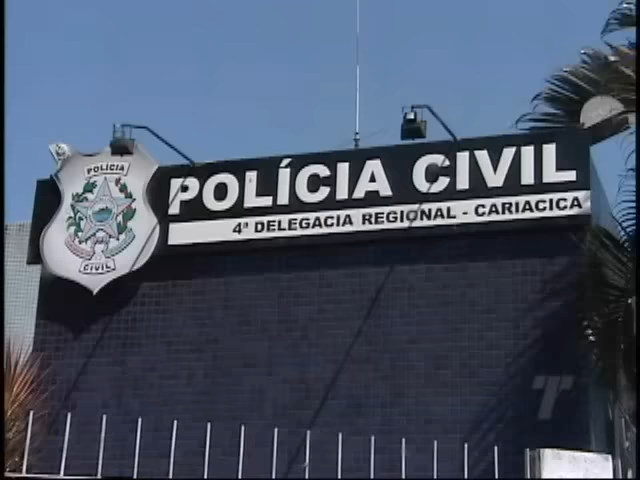 POLÍCIA
CIVIL
POLÍCIA CIVIL
4ª DELEGACIA REGIONAL - CARIACICA
T